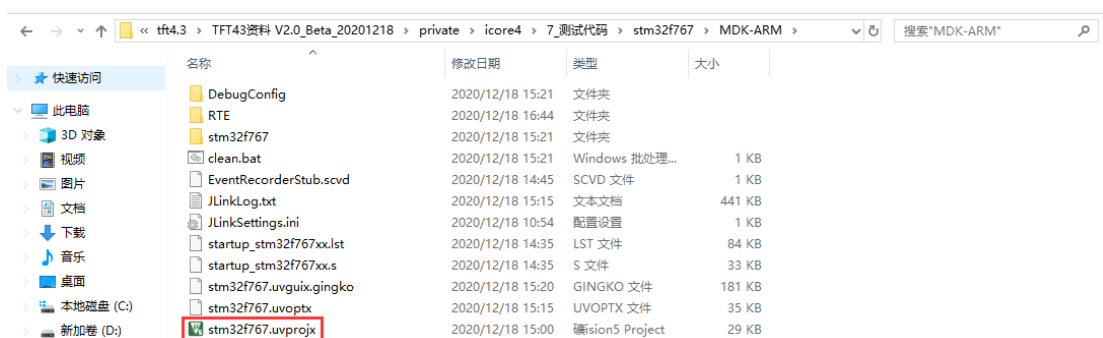 « tft4.3 › TFT43资料 V2.0_Beta_20201218 › private › icore4 › 7_测试代码 › stm32f767 › MDK-ARM › 搜索"MDK-ARM"
名称 修改日期 类型 大小
快速访问
此电脑
3D 对象
视频
图片
文档
下载
音乐
桌面
本地磁盘 (C:)
新加卷 (D:)
DebugConfig 2020/12/18 15:21 文件夹
RTE 2020/12/18 16:44 文件夹
stm32f767 2020/12/18 15:21 文件夹
clean.bat 2020/12/18 15:21 Windows 批处理... 1 KB
EventRecorderStub.scvd 2020/12/18 14:45 SCVD 文件 1 KB
JLinkLog.txt 2020/12/18 15:15 文本文档 441 KB
JLinkSettings.ini 2020/12/18 10:54 配置设置 1 KB
startup_stm32f767xx.lst 2020/12/18 14:35 LST 文件 84 KB
startup_stm32f767xx.s 2020/12/18 14:35 S 文件 33 KB
stm32f767.uvguix.gingko 2020/12/18 15:20 GINGKO 文件 181 KB
stm32f767.uvoptx 2020/12/18 15:15 UVOPTX 文件 35 KB
stm32f767.uvprojx 2020/12/18 15:00 礦ision5 Project 29 KB